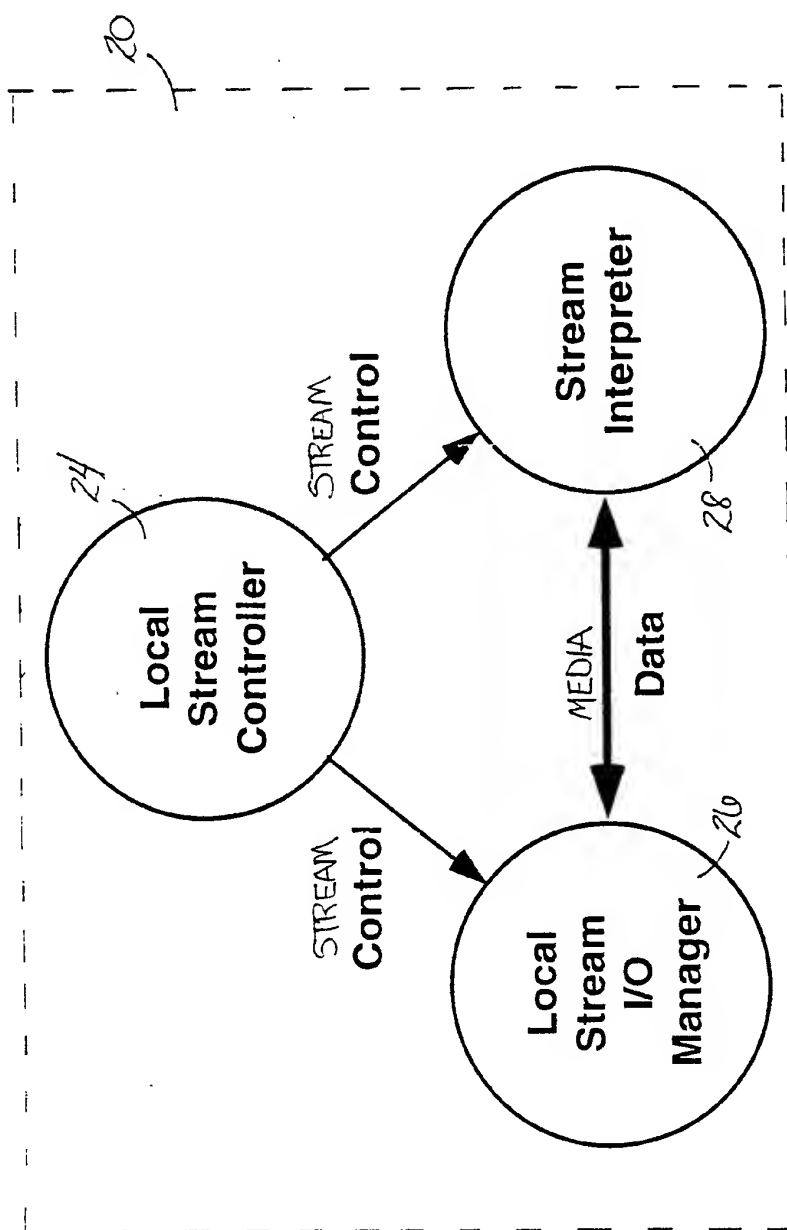 20
24
Local
Stream
Controller
STREAM
Control
STREAM
Control
MEDIA
Data
Local
Stream
I/O
Manager
26
Stream
Interpreter
28